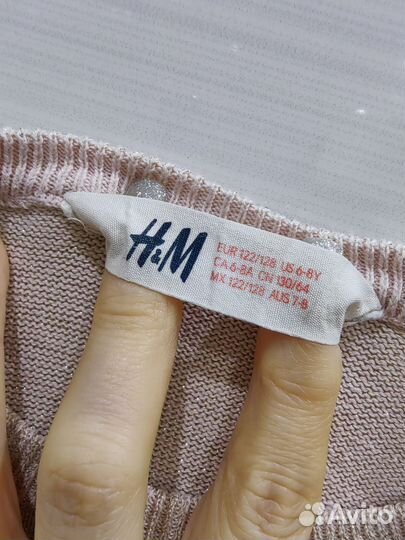 H&M
EUR 122/128 US 6-8Y
CA 6-8A CN 130/64
MX 122/128 AUS 7-8
Avito